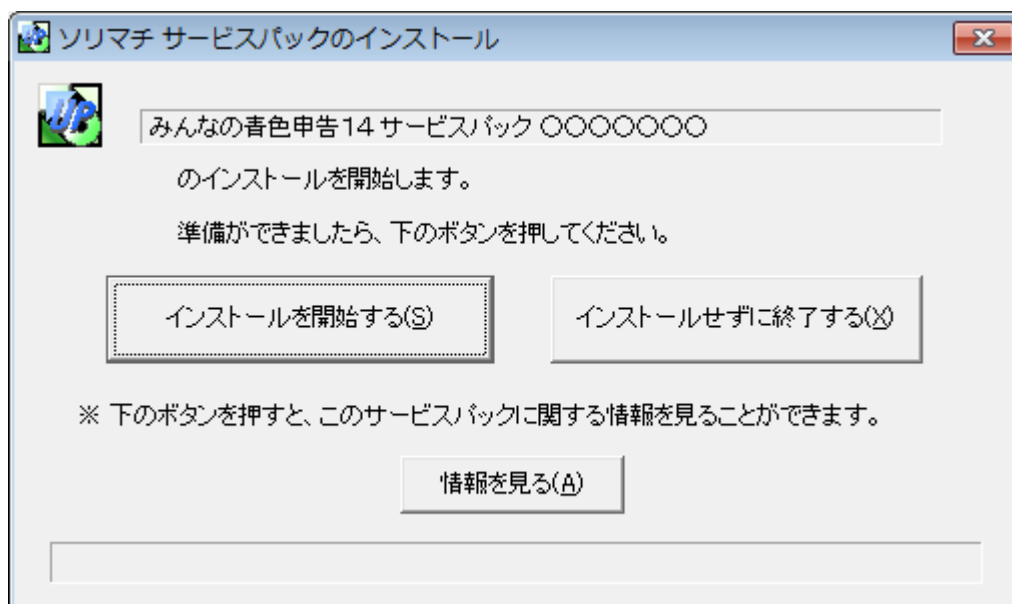 ソリマチ サービスパックのインストール
UP
みんなの青色申告14 サービスパック 〇〇〇〇〇〇〇
のインストールを開始します。
準備ができましたら、下のボタンを押してください。
インストールを開始する(S)
インストールせずに終了する(X)
※ 下のボタンを押すと、このサービスパックに関する情報を見ることができます。
情報を見る(A)